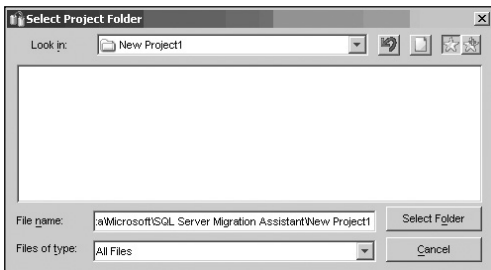 Select Project Folder
Look in:
New Project1
File name:
:a\Microsoft\SQL Server Migration Assistant\New Project1
Select Folder
Files of type:
All Files
Cancel